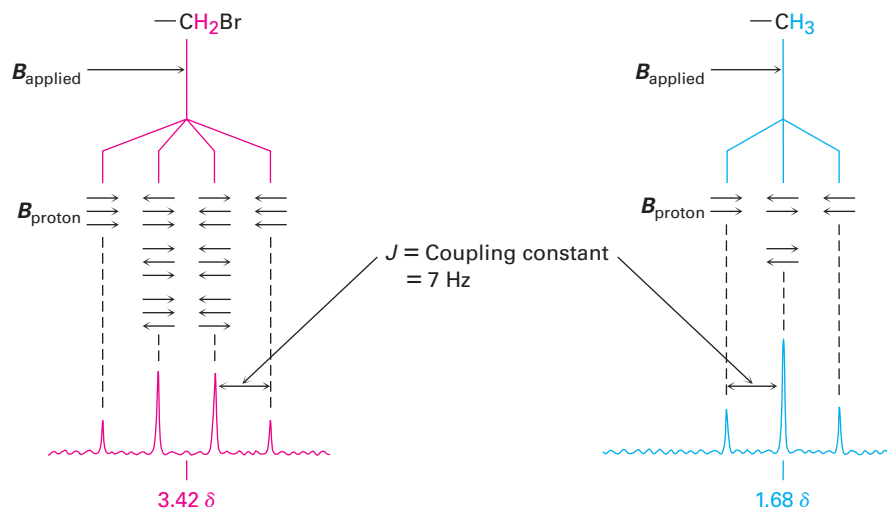 —CH2Br
—CH3
Bapplied
Bapplied
Bproton
Bproton
J = Coupling constant
= 7 Hz
3.42 δ
1.68 δ